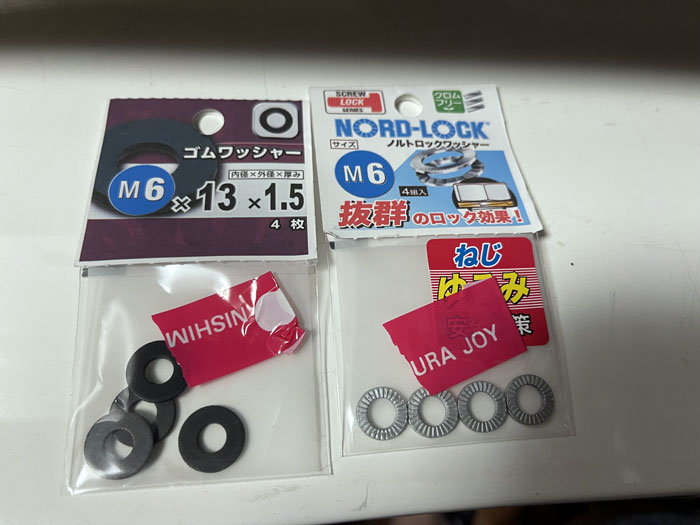 ゴムワッシャー
内径×外径×厚み
M6 ×13 ×1.5
4 枚
NISHIM
SCREW
LOCK
SERIES
クロム
フリー
NORD-LOCK
サイズ
ノルトロックワッシャー
M6
4組入
抜群のロック効果!
ねじ
ゆるみ
策
URA JOY